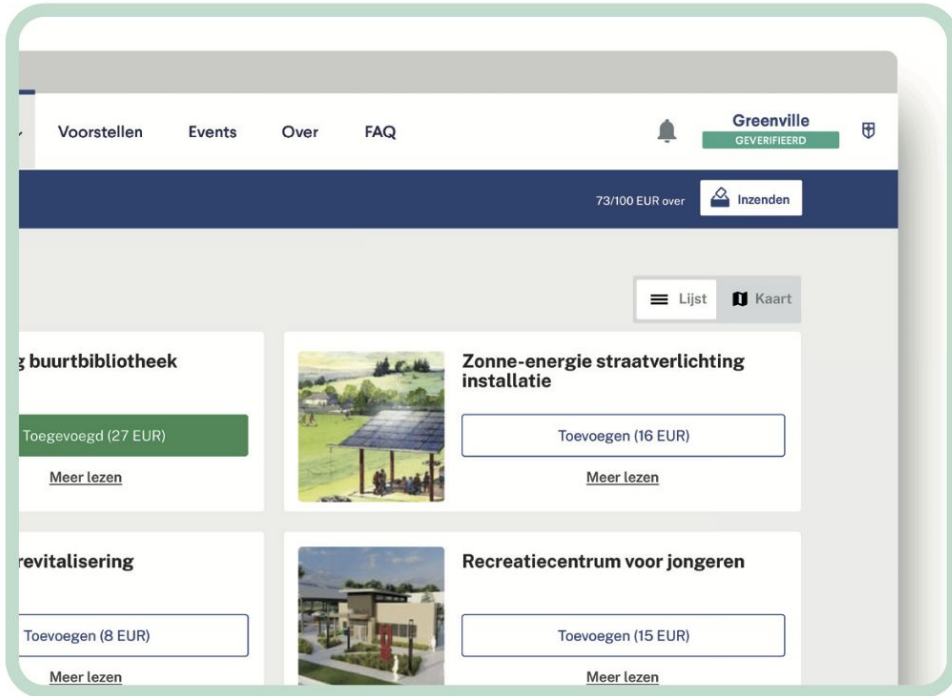 Voorstellen
Events
Over
FAQ
Greenville
GEVERIFIEERD
73/100 EUR over
Inzenden
Lijst
Kaart
buurtbibliotheek
Toegevoegd (27 EUR)
Meer lezen
Zonne-energie straatverlichting
installatie
Toevoegen (16 EUR)
Meer lezen
revitalisering
Toevoegen (8 EUR)
Meer lezen
Recreatiecentrum voor jongeren
Toevoegen (15 EUR)
Meer lezen